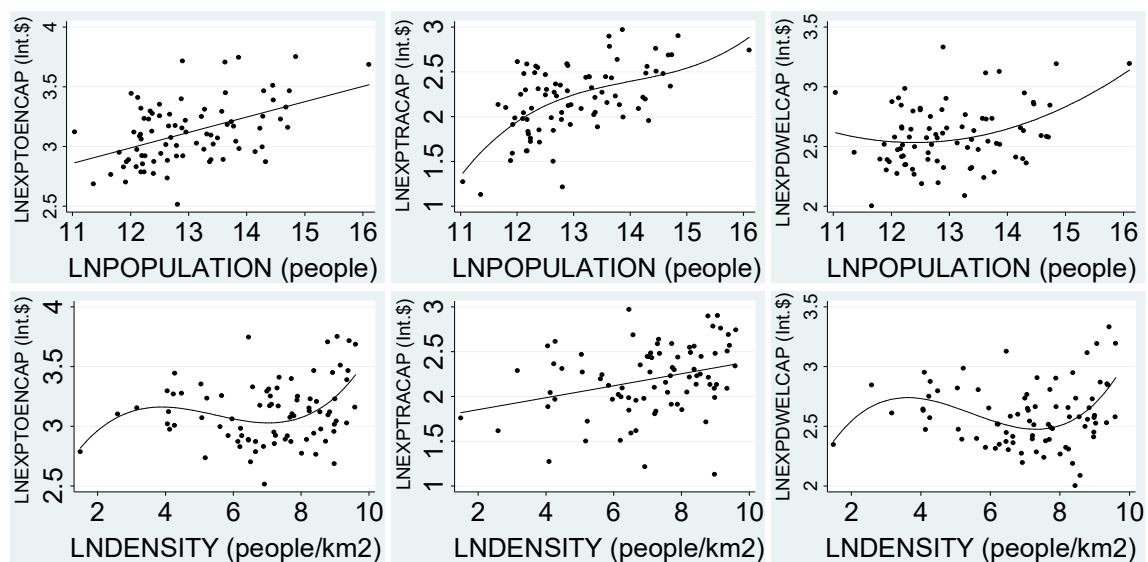 LNEXPTOENCAP (Int.$)
4
3.5
3
2.5
11 12 13 14 15 16
LNPOPULATION (people)
LNEXPTRACAP (Int.$)
3
2.5
2
1.5
1
11 12 13 14 15 16
LNPOPULATION (people)
LNEXPDWELCAP (Int.$)
3.5
3
2.5
2
11 12 13 14 15 16
LNPOPULATION (people)
LNEXPTOENCAP (Int.$)
4
3.5
3
2.5
2 4 6 8 10
LNDENSITY (people/km2)
LNEXPTRACAP (Int.$)
3
2.5
2
1.5
1
2 4 6 8 10
LNDENSITY (people/km2)
LNEXPDWELCAP (Int.$)
3.5
3
2.5
2
2 4 6 8 10
LNDENSITY (people/km2)